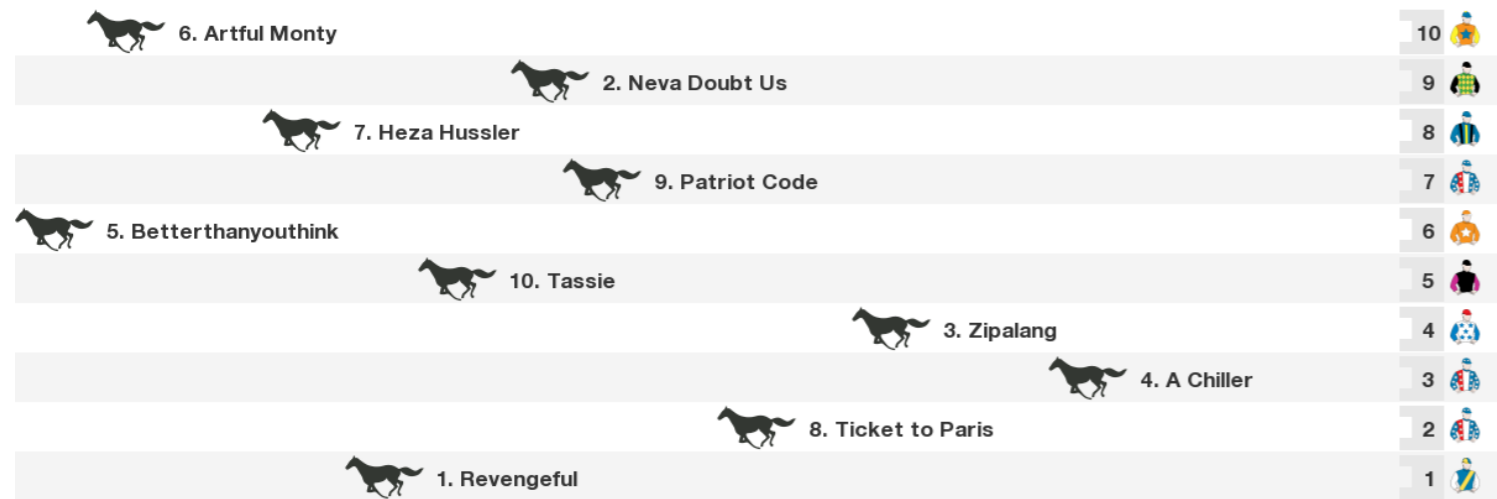 6. Artful Monty 10
2. Neva Doubt Us 9
7. Heza Hussler 8
9. Patriot Code 7
5. Betterthanyouthink 6
10. Tassie 5
3. Zipalang 4
4. A Chiller 3
8. Ticket to Paris 2
1. Revengeful 1